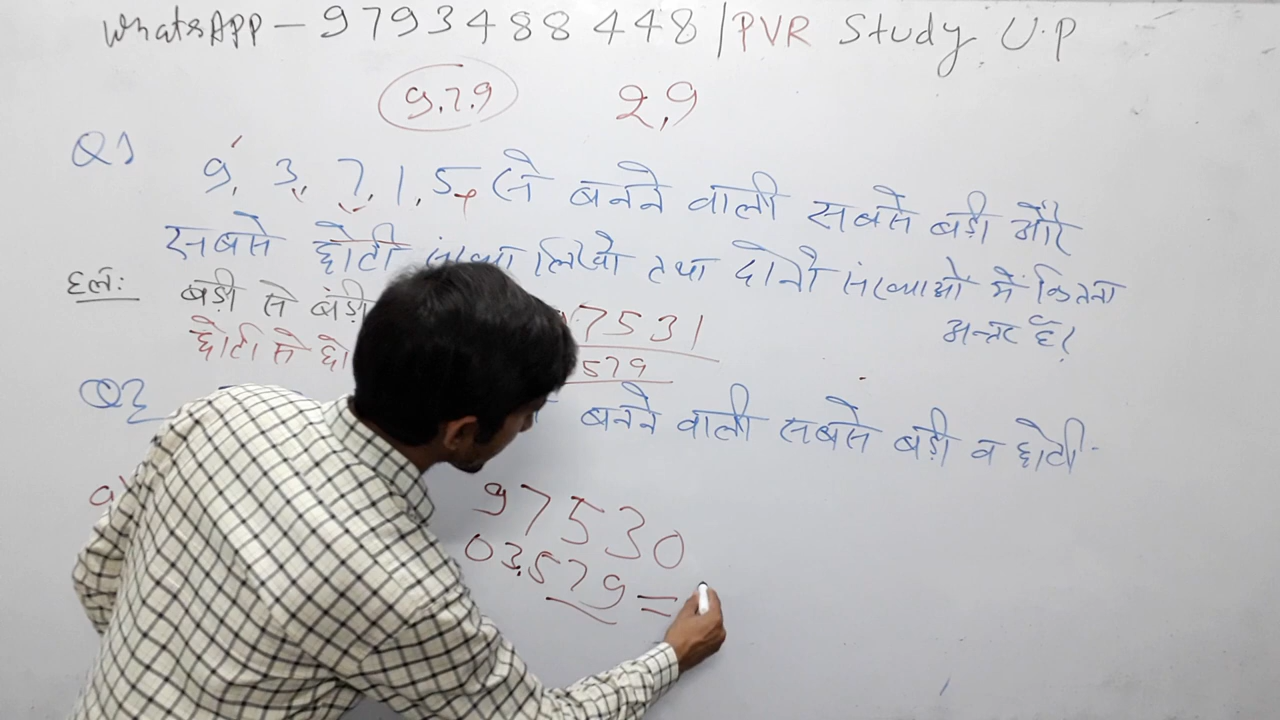 WhatsAPP - 9793488448 / PVR Study U.P
9.7.9 2,9
Q1 9, 3, 7, 1, 5 से बनने वाली सबसे बड़ी और
सबसे छोटी संख्या लिखो तथा दोनों संख्याओं में कितना
अन्तर है?
हलः बड़ी से बड़ी 7531
छोटी से छो 579
Q2 बनने वाली सबसे बड़ी व छोटी
97530
03579 =